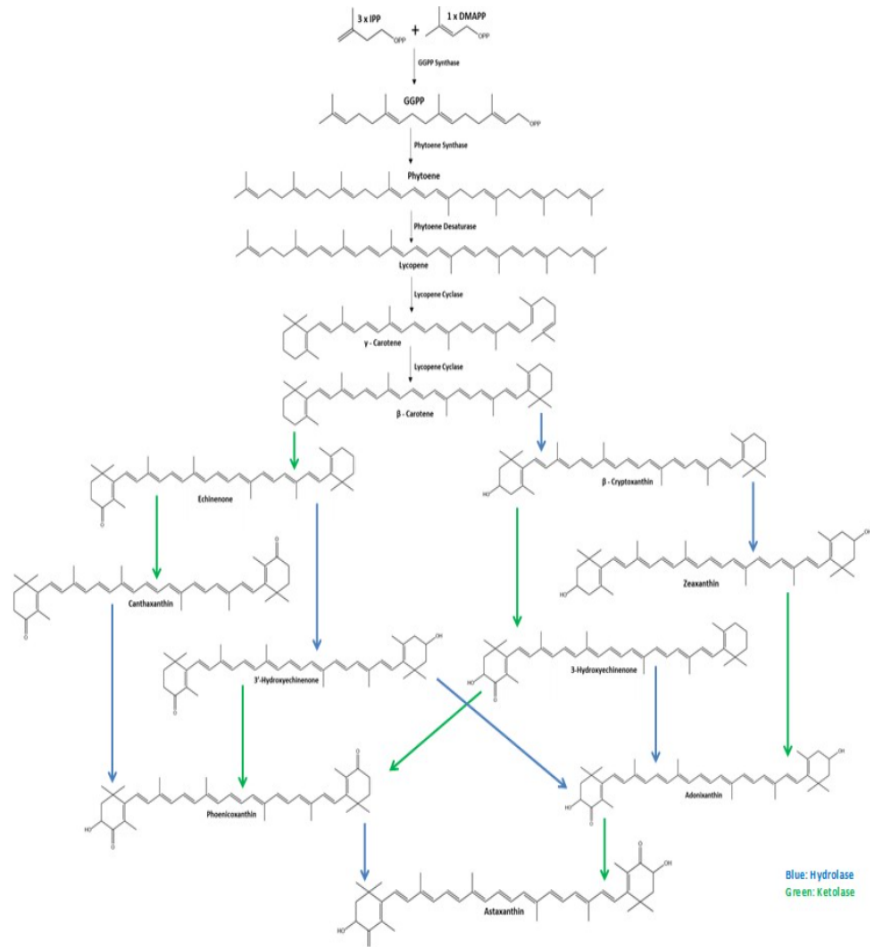 3 x IPP
+
1 x DMAPP
OPP
OPP
GGPP Synthase
GGPP
OPP
Phytoene Synthase
Phytoene
Phytoene Desaturase
Lycopene
Lycopene Cyclase
γ - Carotene
Lycopene Cyclase
β - Carotene
Echinenone
O
β - Cryptoxanthin
HO
OH
O
Canthaxanthin
O
Zeaxanthin
HO
OH
3'-Hydroxyechinenone
O
3-Hydroxyechinenone
HO
O
O
Phoenicoxanthin
HO
O
OH
Adonixanthin
HO
O
O
OH
Astaxanthin
HO
Blue: Hydrolase
Green: Ketolase